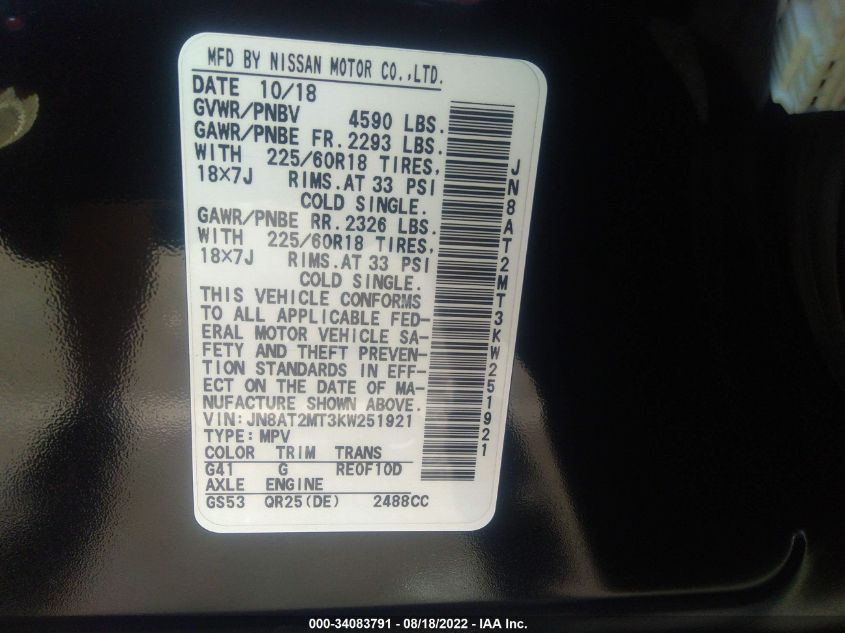 MFD BY NISSAN MOTOR CO.,LTD.
DATE 10/18
GVWR/PNBV 4590 LBS.
GAWR/PNBE FR. 2293 LBS.
WITH 225/60R18 TIRES,
18×7J RIMS.AT 33 PSI
COLD SINGLE.
GAWR/PNBE RR. 2326 LBS.
WITH 225/60R18 TIRES,
18×7J RIMS.AT 33 PSI
COLD SINGLE.
THIS VEHICLE CONFORMS
TO ALL APPLICABLE FED-
ERAL MOTOR VEHICLE SA-
FETY AND THEFT PREVEN-
TION STANDARDS IN EFF-
ECT ON THE DATE OF MA-
NUFACTURE SHOWN ABOVE.
VIN:JN8AT2MT3KW251921
TYPE:MPV
COLOR TRIM TRANS
G41 G RE0F10D
AXLE ENGINE
GS53 QR25(DE) 2488CC
JN8AT2MT3KW251921
000-34083791 - 08/18/2022 - IAA Inc.